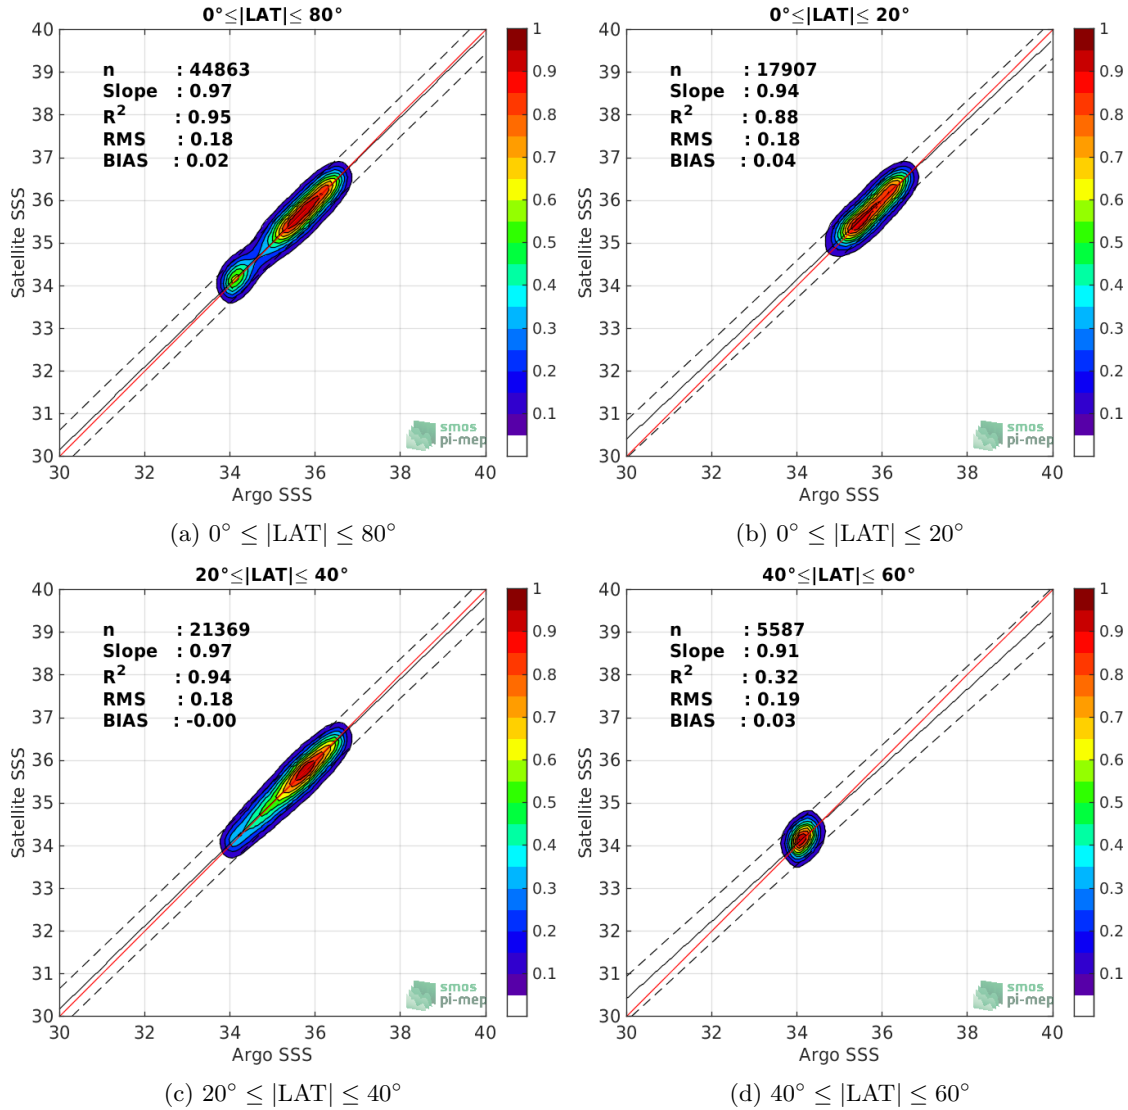 0°≤|LAT|≤ 80°
40
39
38
37
36
35
34
33
32
31
30
Satellite SSS
n : 44863
Slope : 0.97
R² : 0.95
RMS : 0.18
BIAS : 0.02
smos
pi-mep
30 32 34 36 38 40
Argo SSS
1
0.9
0.8
0.7
0.6
0.5
0.4
0.3
0.2
0.1
(a) 0° ≤ |LAT| ≤ 80°
0°≤|LAT|≤ 20°
40
39
38
37
36
35
34
33
32
31
30
Satellite SSS
n : 17907
Slope : 0.94
R² : 0.88
RMS : 0.18
BIAS : 0.04
smos
pi-mep
30 32 34 36 38 40
Argo SSS
1
0.9
0.8
0.7
0.6
0.5
0.4
0.3
0.2
0.1
(b) 0° ≤ |LAT| ≤ 20°
20°≤|LAT|≤ 40°
40
39
38
37
36
35
34
33
32
31
30
Satellite SSS
n : 21369
Slope : 0.97
R² : 0.94
RMS : 0.18
BIAS : -0.00
smos
pi-mep
30 32 34 36 38 40
Argo SSS
1
0.9
0.8
0.7
0.6
0.5
0.4
0.3
0.2
0.1
(c) 20° ≤ |LAT| ≤ 40°
40°≤|LAT|≤ 60°
40
39
38
37
36
35
34
33
32
31
30
Satellite SSS
n : 5587
Slope : 0.91
R² : 0.32
RMS : 0.19
BIAS : 0.03
smos
pi-mep
30 32 34 36 38 40
Argo SSS
1
0.9
0.8
0.7
0.6
0.5
0.4
0.3
0.2
0.1
(d) 40° ≤ |LAT| ≤ 60°